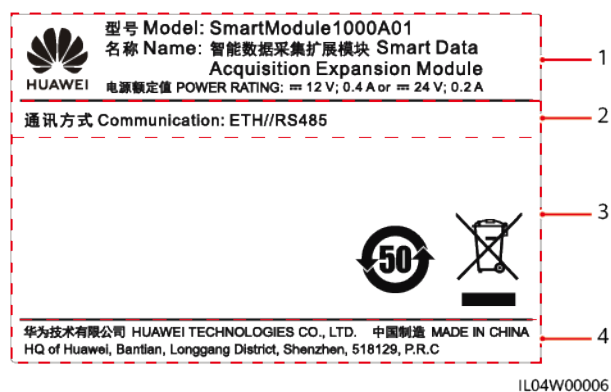 型号 Model: SmartModule1000A01
名称 Name: 智能数据采集扩展模块 Smart Data
Acquisition Expansion Module
HUAWEI
电源额定值 POWER RATING: ⎓ 12 V; 0.4 A or ⎓ 24 V; 0.2 A
1
通讯方式 Communication: ETH//RS485
2
3
50
华为技术有限公司 HUAWEI TECHNOLOGIES CO., LTD. 中国制造 MADE IN CHINA
HQ of Huawei, Bantian, Longgang District, Shenzhen, 518129, P.R.C
4
IL04W00006